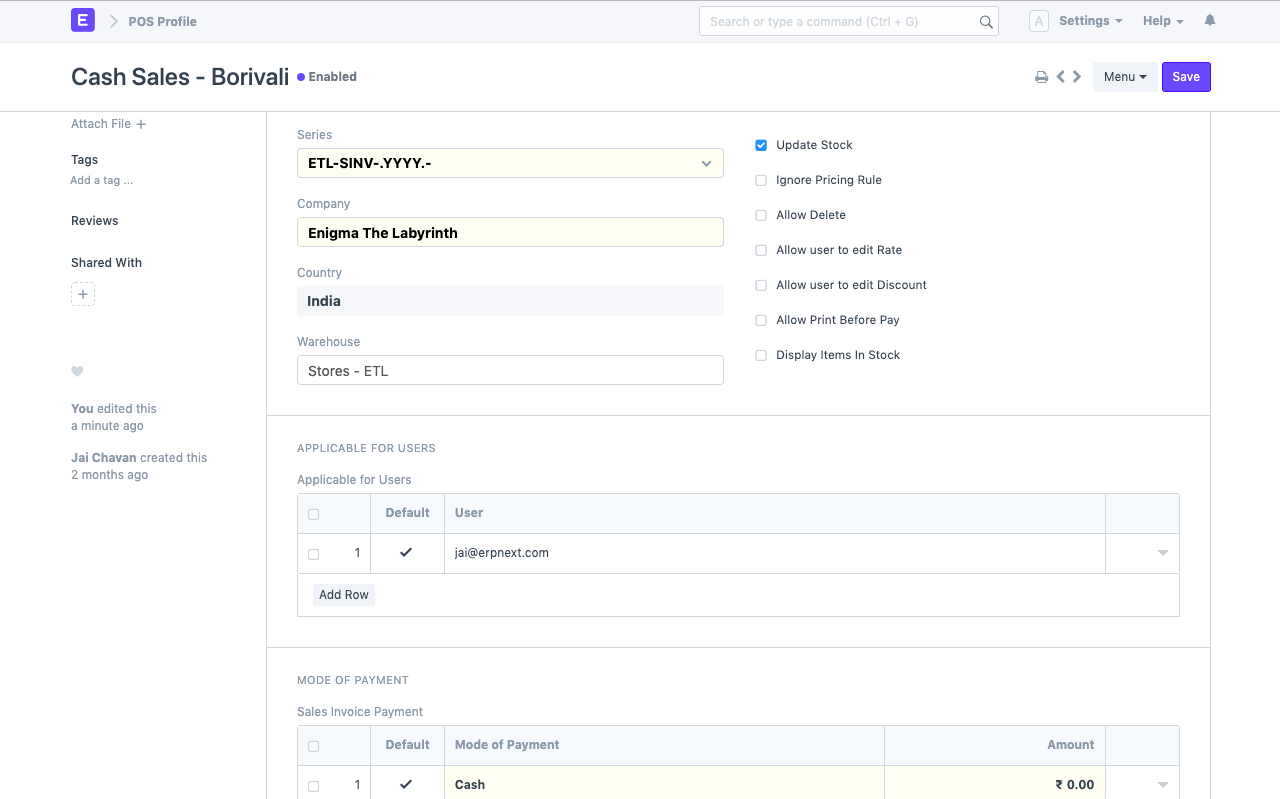 E
POS Profile
Search or type a command (Ctrl + G)
A
Settings
Help
Cash Sales - Borivali
Enabled
Menu
Save
Attach File +
Tags
Add a tag ...
Reviews
Shared With
+
You edited this
a minute ago
Jai Chavan created this
2 months ago
Series
ETL-SINV-.YYYY.-
Company
Enigma The Labyrinth
Country
India
Warehouse
Stores - ETL
Update Stock
Ignore Pricing Rule
Allow Delete
Allow user to edit Rate
Allow user to edit Discount
Allow Print Before Pay
Display Items In Stock
APPLICABLE FOR USERS
Applicable for Users
Default User
1 jai@erpnext.com
Add Row
MODE OF PAYMENT
Sales Invoice Payment
Default Mode of Payment Amount
1 Cash ₹ 0.00